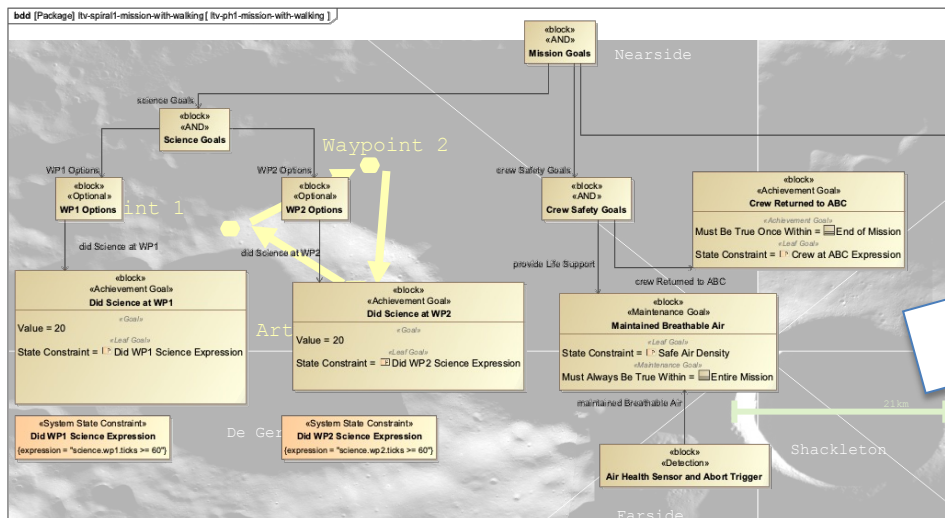 bdd [Package] ltv-spiral1-mission-with-walking [ ltv-ph1-mission-with-walking ]
«block»
«AND»
Mission Goals
Nearside
science Goals
«block»
«AND»
Science Goals
Waypoint 2
WP1 Options
WP2 Options
crew Safety Goals
«block»
«Optional»
WP1 Options
«block»
«Optional»
WP2 Options
«block»
«AND»
Crew Safety Goals
«block»
«Achievement Goal»
Crew Returned to ABC
«Achievement Goal»
Must Be True Once Within = End of Mission
«Leaf Goal»
State Constraint = Crew at ABC Expression
int 1
did Science at WP1
did Science at WP2
provide Life Support
crew Returned to ABC
«block»
«Achievement Goal»
Did Science at WP1
«Goal»
Value = 20
«Leaf Goal»
State Constraint = Did WP1 Science Expression
Art
«block»
«Achievement Goal»
Did Science at WP2
«Goal»
Value = 20
«Leaf Goal»
State Constraint = Did WP2 Science Expression
«block»
«Maintenance Goal»
Maintained Breathable Air
«Leaf Goal»
State Constraint = Safe Air Density
«Maintenance Goal»
Must Always Be True Within = Entire Mission
maintained Breathable Air
21km
«System State Constraint»
Did WP1 Science Expression
{expression = "science.wp1.ticks >= 60"}
De Ger
«System State Constraint»
Did WP2 Science Expression
{expression = "science.wp2.ticks >= 60"}
«block»
«Detection»
Air Health Sensor and Abort Trigger
Shackleton
Farside